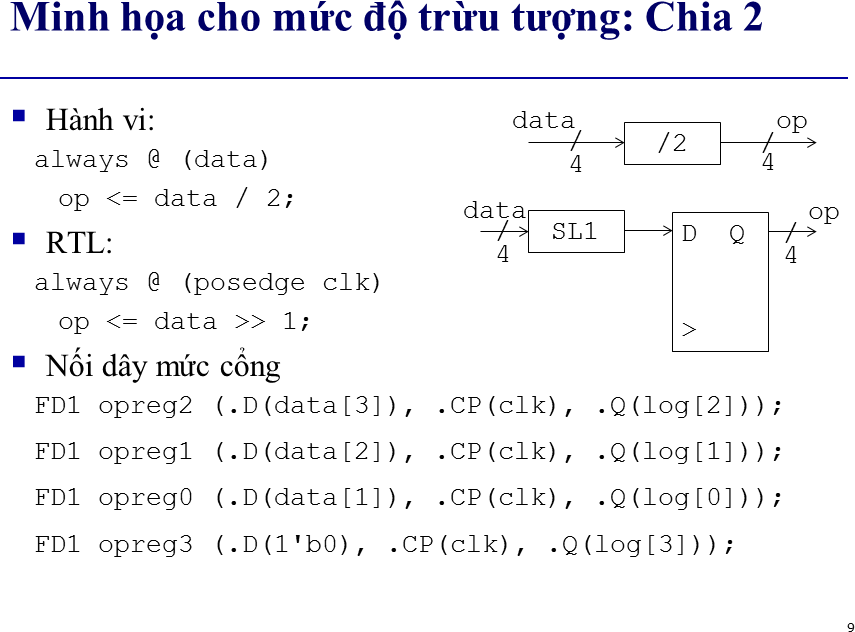 Minh họa cho mức độ trừu tượng: Chia 2
Hành vi:
always @ (data)
op <= data / 2;
data
4
/2
op
4
RTL:
always @ (posedge clk)
op <= data >> 1;
data
4
SL1
D Q
>
op
4
Nối dây mức cổng
FD1 opreg2 (.D(data[3]), .CP(clk), .Q(log[2]));
FD1 opreg1 (.D(data[2]), .CP(clk), .Q(log[1]));
FD1 opreg0 (.D(data[1]), .CP(clk), .Q(log[0]));
FD1 opreg3 (.D(1'b0), .CP(clk), .Q(log[3]));
9